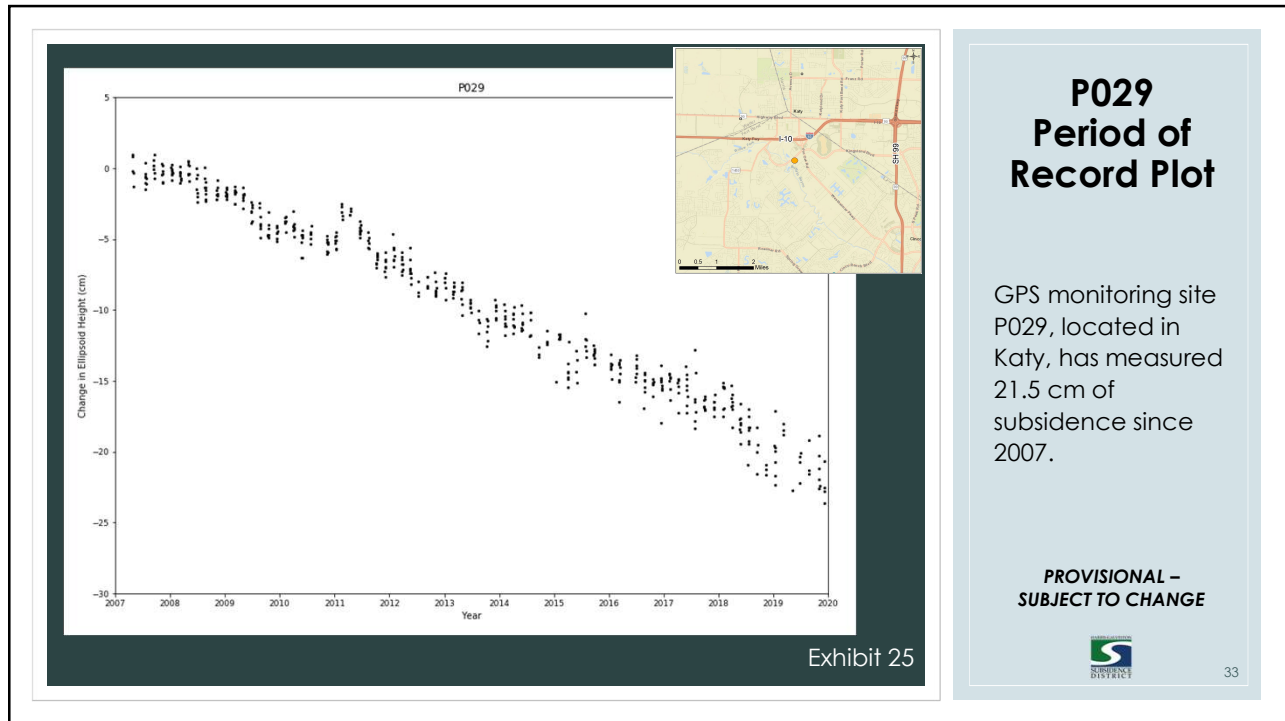 P029
5
0
−5
−10
−15
−20
−25
−30
Change in Ellipsoid Height (cm)
2007 2008 2009 2010 2011 2012 2013 2014 2015 2016 2017 2018 2019 2020
Year
Katy
I-10
SH 99
0 0.5 1 2
Miles
Exhibit 25
P029
Period of
Record Plot
GPS monitoring site
P029, located in
Katy, has measured
21.5 cm of
subsidence since
2007.
PROVISIONAL –
SUBJECT TO CHANGE
HARRIS-GALVESTON
SUBSIDENCE
DISTRICT
33